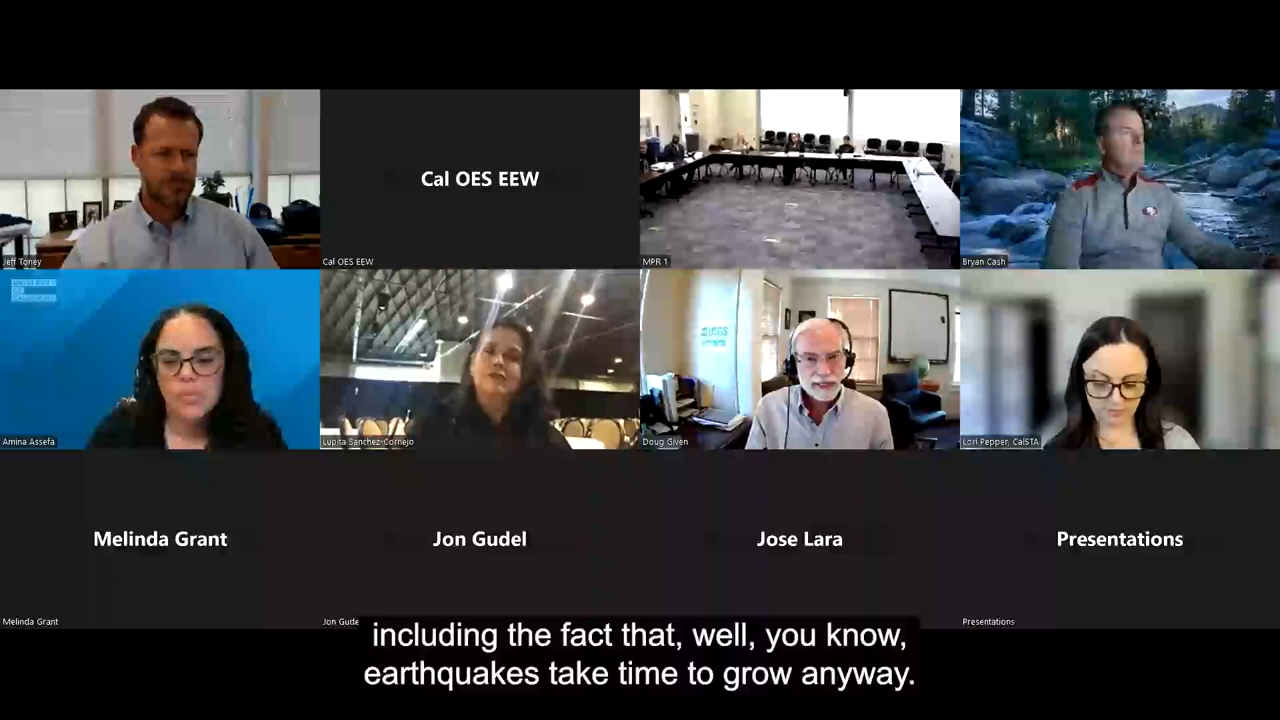 Cal OES EEW
Jeff Toney
Cal OES EEW
MPR 1
Bryan Cash
USGS
Amina Assefa
Lupita Sanchez-Cornejo
Doug Given
Lori Pepper, CalSTA
Melinda Grant
Jon Gudel
Jose Lara
Presentations
Melinda Grant
Jon Gude
Presentations
including the fact that, well, you know,
earthquakes take time to grow anyway.